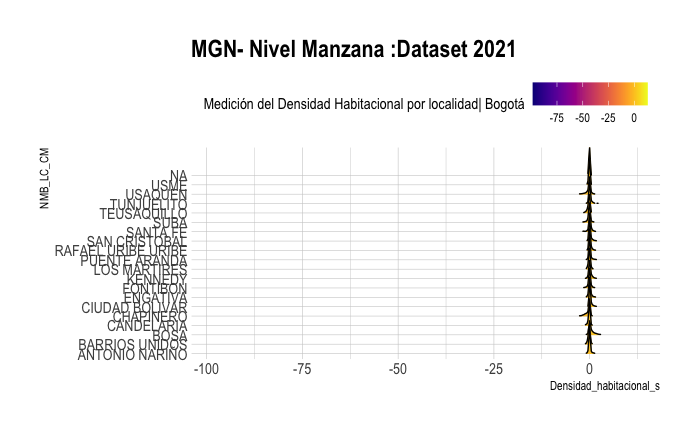 MGN- Nivel Manzana :Dataset 2021
Medición del Densidad Habitacional por localidad| Bogotá
-75 -50 -25 0
NMB_LC_CM
NA
USME
USAQUEN
TUNJUELITO
TEUSAQUILLO
SUBA
SANTA FE
SAN CRISTOBAL
RAFAEL URIBE URIBE
PUENTE ARANDA
LOS MARTIRES
KENNEDY
FONTIBON
ENGATIVA
CIUDAD BOLIVAR
CHAPINERO
CANDELARIA
BOSA
BARRIOS UNIDOS
ANTONIO NARINO
-100 -75 -50 -25 0
Densidad_habitacional_s